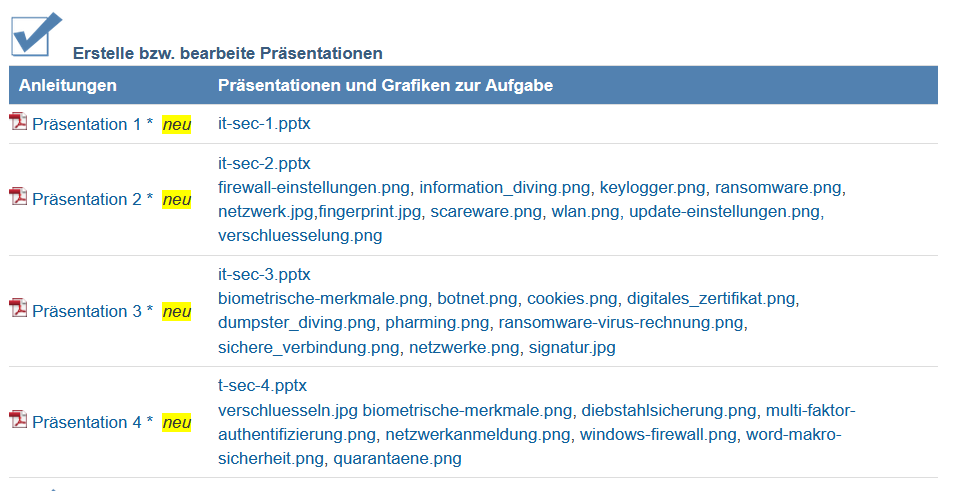 Erstelle bzw. bearbeite Präsentationen
Anleitungen Präsentationen und Grafiken zur Aufgabe
Präsentation 1 * neu it-sec-1.pptx
it-sec-2.pptx
Präsentation 2 * neu firewall-einstellungen.png, information_diving.png, keylogger.png, ransomware.png,
netzwerk.jpg,fingerprint.jpg, scareware.png, wlan.png, update-einstellungen.png,
verschluesselung.png
it-sec-3.pptx
Präsentation 3 * neu biometrische-merkmale.png, botnet.png, cookies.png, digitales_zertifikat.png,
dumpster_diving.png, pharming.png, ransomware-virus-rechnung.png,
sichere_verbindung.png, netzwerke.png, signatur.jpg
t-sec-4.pptx
Präsentation 4 * neu verschluesseln.jpg biometrische-merkmale.png, diebstahlsicherung.png, multi-faktor-
authentifizierung.png, netzwerkanmeldung.png, windows-firewall.png, word-makro-
sicherheit.png, quarantaene.png